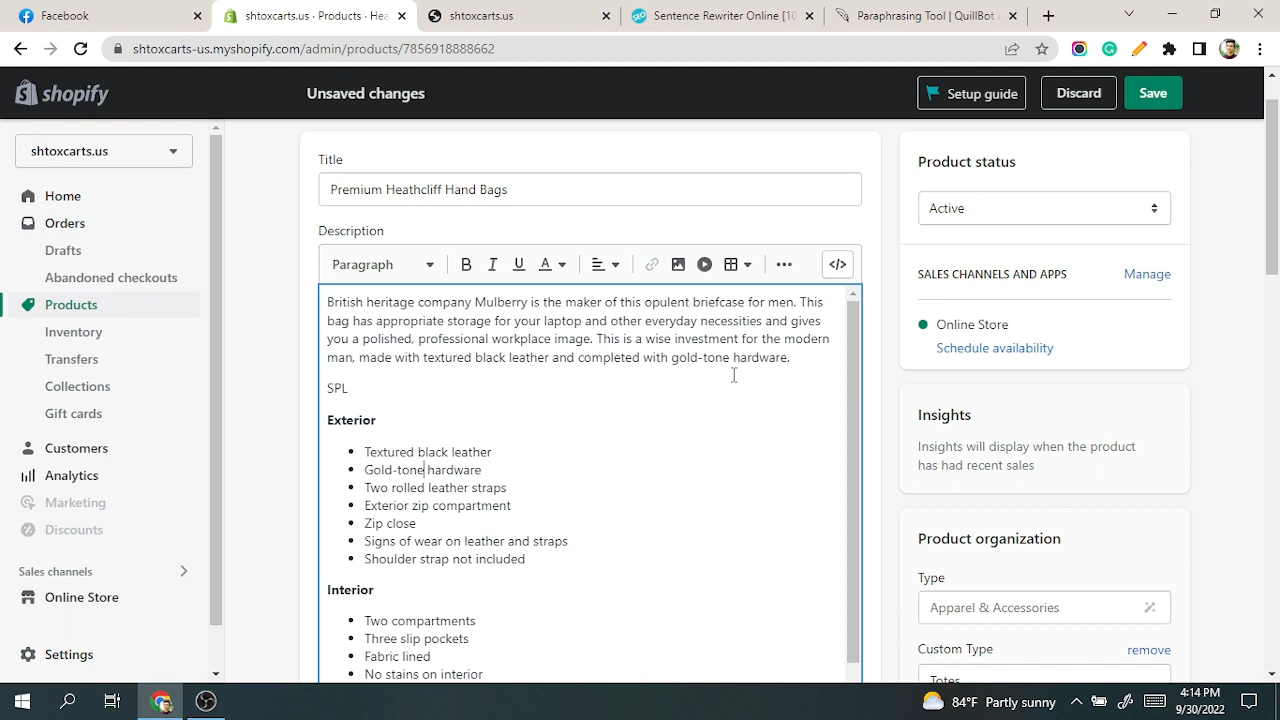 Facebook
shtoxcarts.us · Products · Hea
shtoxcarts.us
Sentence Rewriter Online [10
Paraphrasing Tool | QuillBot
shtoxcarts-us.myshopify.com/admin/products/7856918888662
shopify
Unsaved changes
Setup guide
Discard
Save
shtoxcarts.us
Home
Orders
Drafts
Abandoned checkouts
Products
Inventory
Transfers
Collections
Gift cards
Customers
Analytics
Marketing
Discounts
Sales channels
Online Store
Settings
Title
Premium Heathcliff Hand Bags
Description
Paragraph
B I U A
</>
British heritage company Mulberry is the maker of this opulent briefcase for men. This
bag has appropriate storage for your laptop and other everyday necessities and gives
you a polished, professional workplace image. This is a wise investment for the modern
man, made with textured black leather and completed with gold-tone hardware.
SPL
Exterior
Textured black leather
Gold-tone hardware
Two rolled leather straps
Exterior zip compartment
Zip close
Signs of wear on leather and straps
Shoulder strap not included
Interior
Two compartments
Three slip pockets
Fabric lined
No stains on interior
Product status
Active
SALES CHANNELS AND APPS
Manage
Online Store
Schedule availability
Insights
Insights will display when the product
has had recent sales
Product organization
Type
Apparel & Accessories
Custom Type
remove
Totes
84°F Partly sunny
4:14 PM
9/30/2022